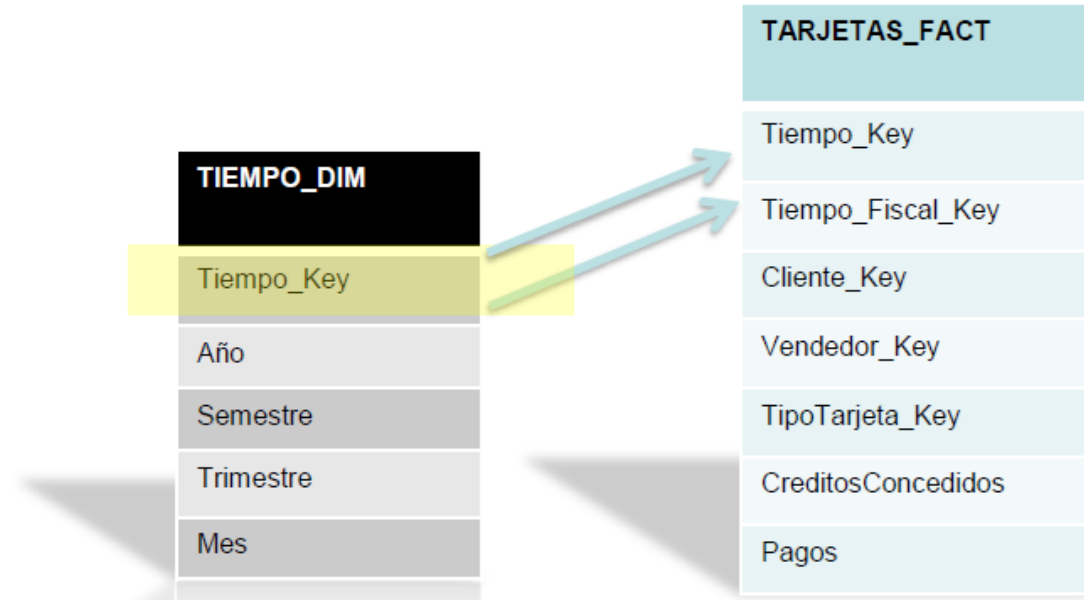 TIEMPO_DIM
Tiempo_Key
Año
Semestre
Trimestre
Mes
TARJETAS_FACT
Tiempo_Key
Tiempo_Fiscal_Key
Cliente_Key
Vendedor_Key
TipoTarjeta_Key
CreditosConcedidos
Pagos